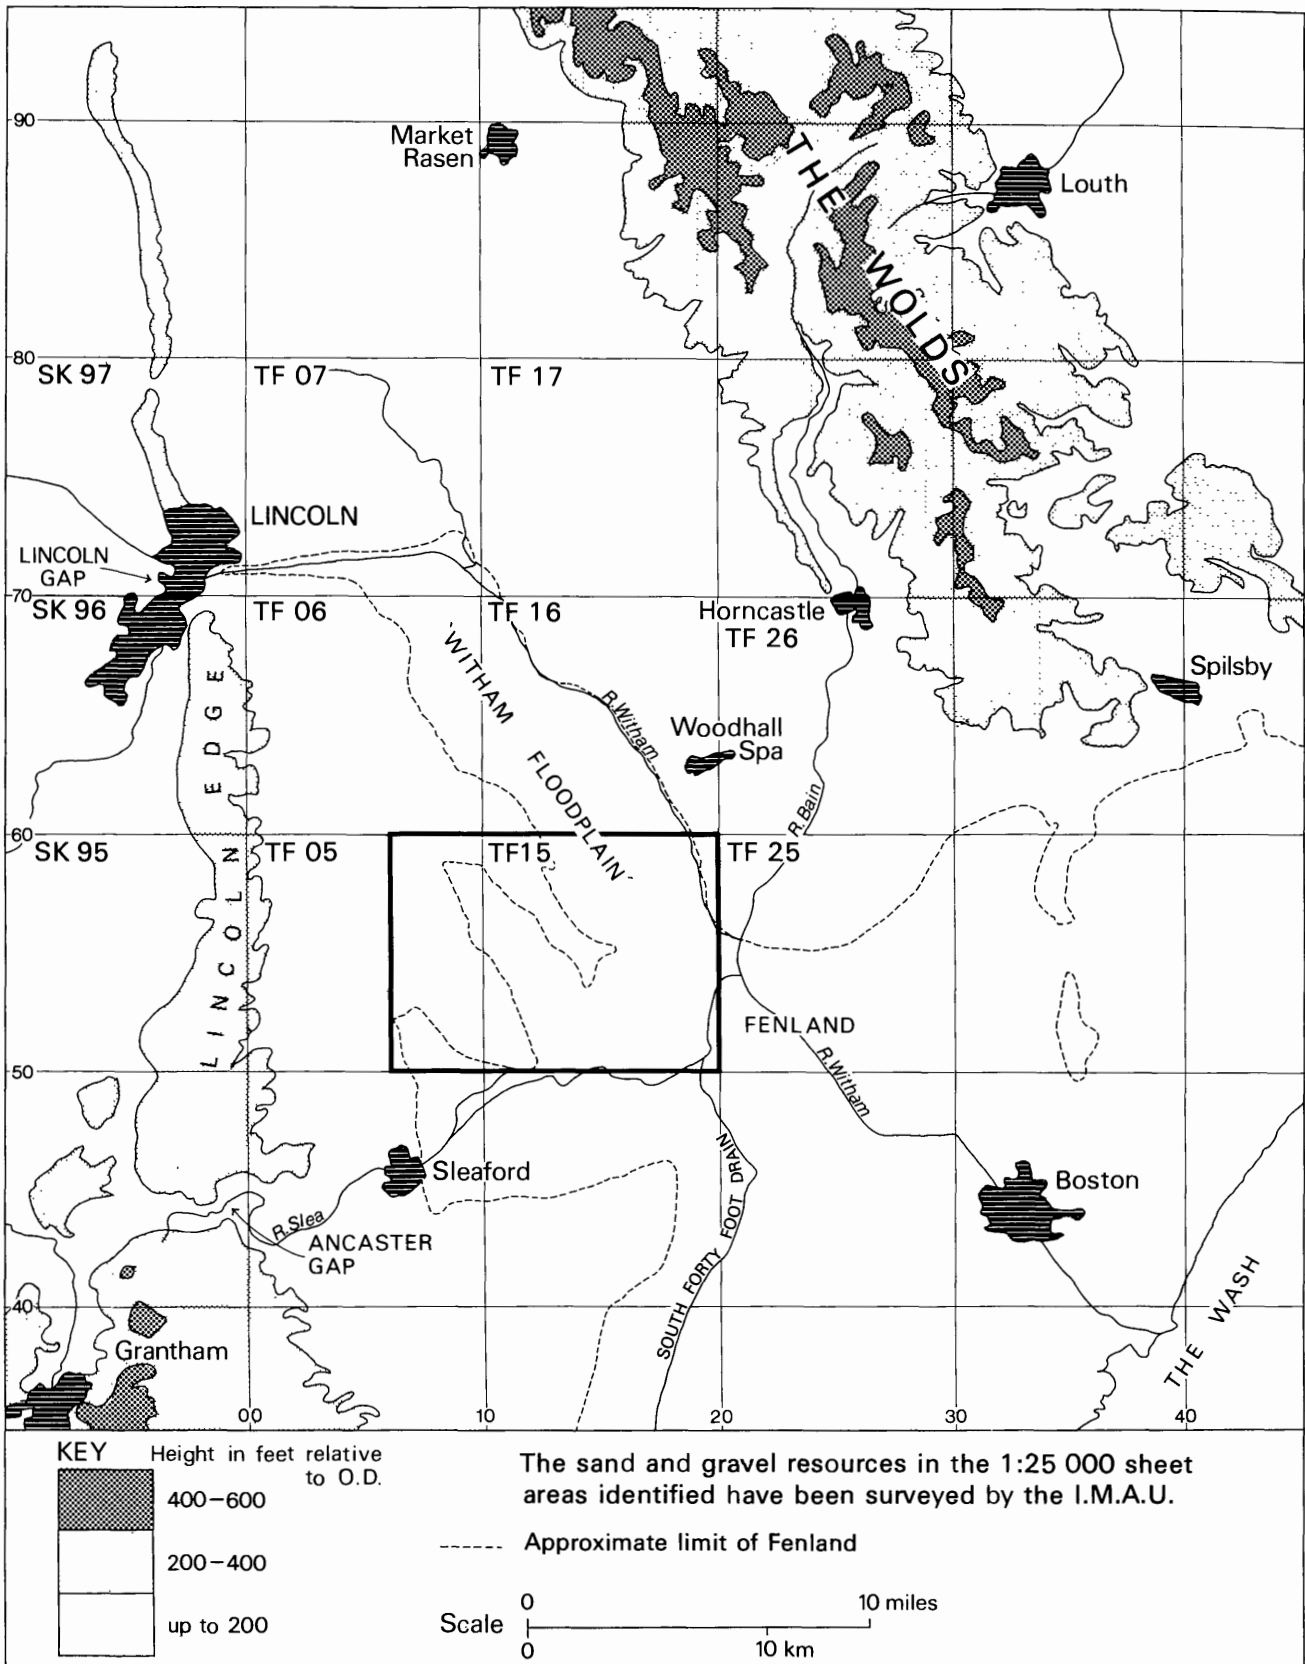 90
Market
Rasen
THE WOLDS
Louth
80
SK 97
TF 07
TF 17
LINCOLN
LINCOLN
GAP
70
SK 96
TF 06
TF 16
Horncastle
TF 26
'WITHAM FLOODPLAIN'
R.Witham
Spilsby
Woodhall
Spa
R.Bain
LINCOLN EDGE
60
SK 95
TF 05
TF15
TF 25
FENLAND
R.Witham
50
Sleaford
SOUTH FORTY FOOT DRAIN
Boston
R.Slea
ANCASTER
GAP
THE WASH
40
Grantham
00
10
20
30
40
KEY
Height in feet relative
to O.D.
400–600
200–400
up to 200
The sand and gravel resources in the 1:25 000 sheet
areas identified have been surveyed by the I.M.A.U.
Approximate limit of Fenland
Scale
0
10 miles
0
10 km